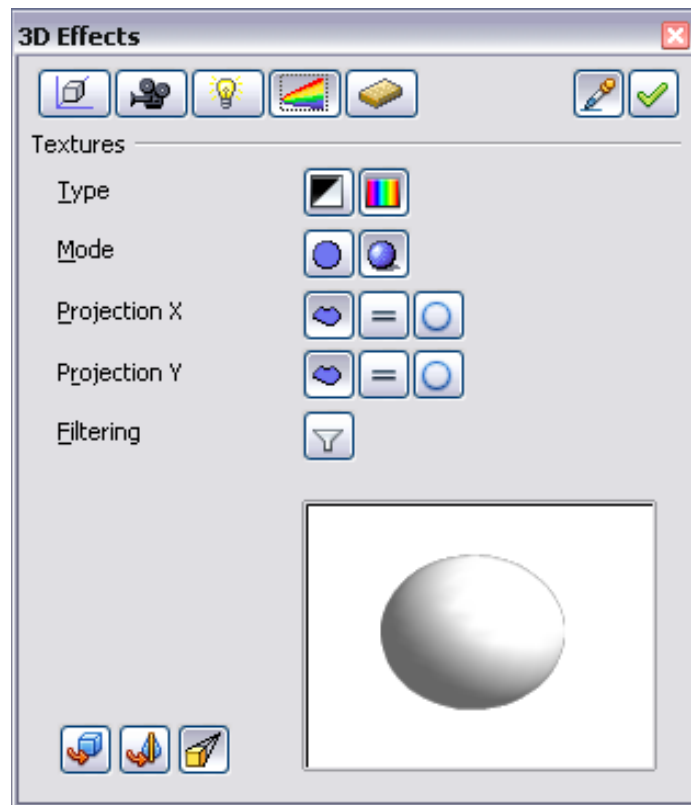 3D Effects
Textures
Type
Mode
Projection X
Projection Y
Filtering